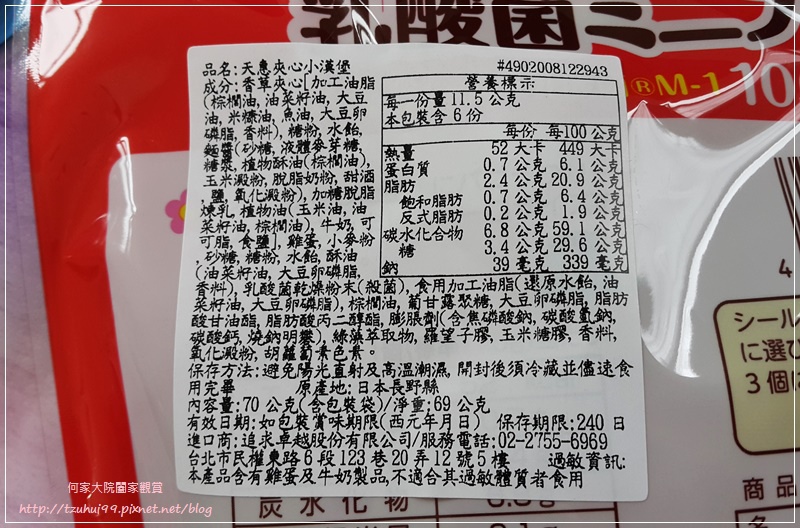 乳酸菌ミニ
M-1 10
品名:天惠夾心小漢堡 #4902008122943
成分:香草夾心[加工油脂
(棕櫚油,油菜籽油,大豆
油,米糠油,魚油,大豆卵
磷脂,香料),糖粉,水飴,
麵醬(砂糖,液體麥芽糖,
糖漿,植物酥油(棕櫚油),
玉米澱粉,脫脂奶粉,甜酒
,鹽,氧化澱粉),加糖脫脂
煉乳,植物油(玉米油,油
菜籽油,棕櫚油),牛奶,可
可脂,食鹽],雞蛋,小麥粉
,砂糖,糖粉,水飴,酥油
(油菜籽油,大豆卵磷脂,
香料),乳酸菌乾燥粉末(殺菌),食用加工油脂(還原水飴,油
菜籽油,大豆卵磷脂),棕櫚油,葡甘露聚糖,大豆卵磷脂,脂肪
酸甘油酯,脂肪酸丙二醇酯,膨脹劑(含焦磷酸鈉,碳酸氫鈉,
碳酸鈣,燒鈉明礬),綠藻萃取物,羅望子膠,玉米糖膠,香料,
氧化澱粉,胡蘿蔔素色素。
營養標示
每一份量 11.5 公克
本包裝含 6 份
每份 每100 公克
熱量 52 大卡 449 大卡
蛋白質 0.7 公克 6.1 公克
脂肪 2.4 公克 20.9 公克
飽和脂肪 0.7 公克 6.4 公克
反式脂肪 0.2 公克 1.9 公克
碳水化合物 6.8 公克 59.1 公克
糖 3.4 公克 29.6 公克
鈉 39 毫克 339 毫克
保存方法:避免陽光直射及高溫潮濕,開封後須冷藏並儘速食
用完畢 原產地:日本長野縣
內容量:70 公克(含包裝袋)/淨重:69 公克
有效日期:如包裝賞味期限(西元年月日) 保存期限:240 日
進口商:追求卓越股份有限公司/服務電話:02-2755-6969
台北市民權東路6段123巷20弄12號5樓 過敏資訊:
本產品含有雞蛋及牛奶製品,不適合其過敏體質者食用
シール
に選び
3個に
商品
何家大院闔家觀賞
http://tzuhuj99.pixnet.net/blog
炭水化物